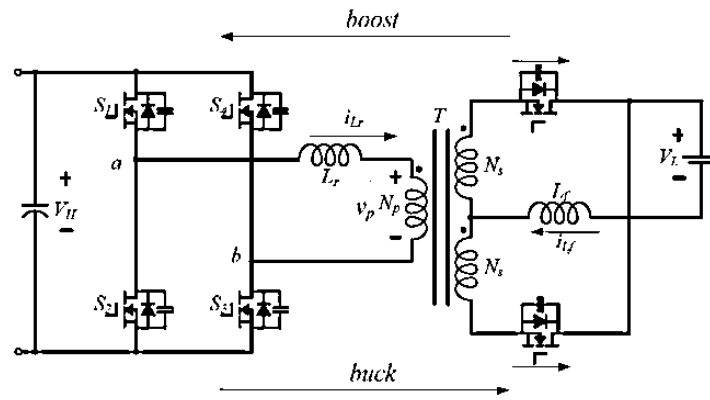 boost
S1
S4
iLr
T
a
Lr
Ns
VL
+
-
+
VH
-
+
vp
Np
-
Lf
iLf
b
Ns
S2
S3
buck